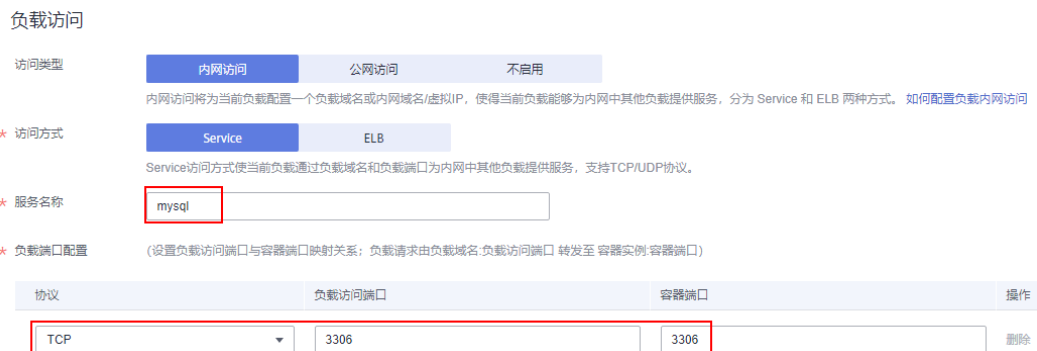 负载访问
访问类型 内网访问 公网访问 不启用
内网访问将为当前负载配置一个负载域名或内网域名/虚拟IP，使得当前负载能够为内网中其他负载提供服务，分为 Service 和 ELB 两种方式。 如何配置负载内网访问
* 访问方式 Service ELB
Service访问方式使当前负载通过负载域名和负载端口为内网中其他负载提供服务，支持TCP/UDP协议。
* 服务名称 mysql
* 负载端口配置 (设置负载访问端口与容器端口映射关系；负载请求由负载域名:负载访问端口 转发至 容器实例:容器端口)
协议 负载访问端口 容器端口 操作
TCP 3306 3306 删除